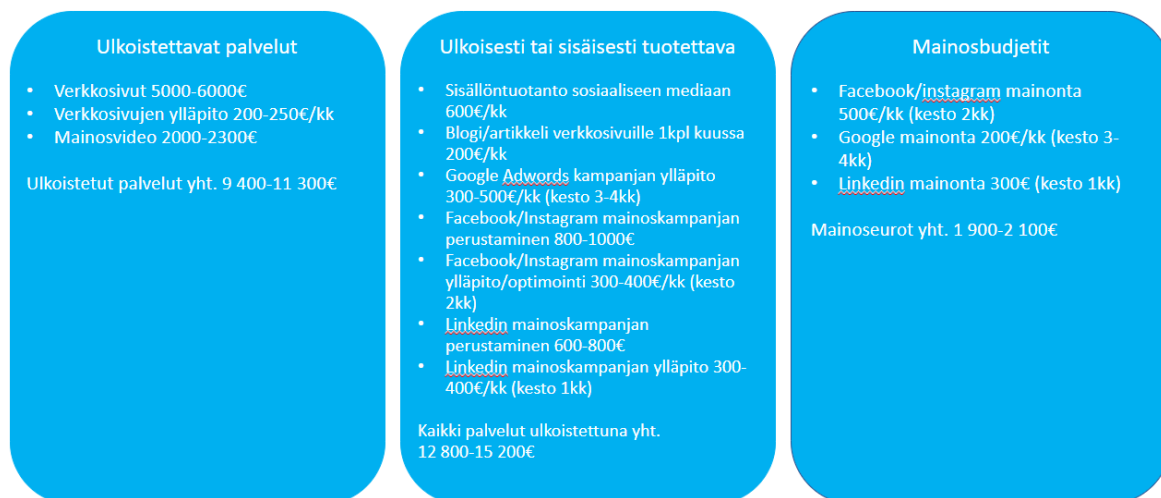 Ulkoistettavat palvelut
• Verkkosivut 5000-6000€
• Verkkosivujen ylläpito 200-250€/kk
• Mainosvideo 2000-2300€
Ulkoistetut palvelut yht. 9 400-11 300€
Ulkoisesti tai sisäisesti tuotettava
• Sisällöntuotanto sosiaaliseen mediaan
600€/kk
• Blogi/artikkeli verkkosivuille 1kpl kuussa
200€/kk
• Google Adwords kampanjan ylläpito
300-500€/kk (kesto 3-4kk)
• Facebook/Instagram mainoskampanjan
perustaminen 800-1000€
• Facebook/Instagram mainoskampanjan
ylläpito/optimointi 300-400€/kk (kesto
2kk)
• Linkedin mainoskampanjan
perustaminen 600-800€
• Linkedin mainoskampanjan ylläpito 300-
400€/kk (kesto 1kk)
Kaikki palvelut ulkoistettuna yht.
12 800-15 200€
Mainosbudjetit
• Facebook/instagram mainonta
500€/kk (kesto 2kk)
• Google mainonta 200€/kk (kesto 3-
4kk)
• Linkedin mainonta 300€ (kesto 1kk)
Mainoseurot yht. 1 900-2 100€